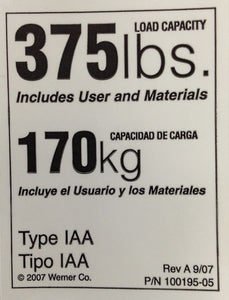 LOAD CAPACITY
375lbs.
Includes User and Materials
CAPACIDAD DE CARGA
170kg
Incluye el Usuario y los Materiales
Type IAA
Tipo IAA
© 2007 Werner Co.
Rev A 9/07
P/N 100195-05